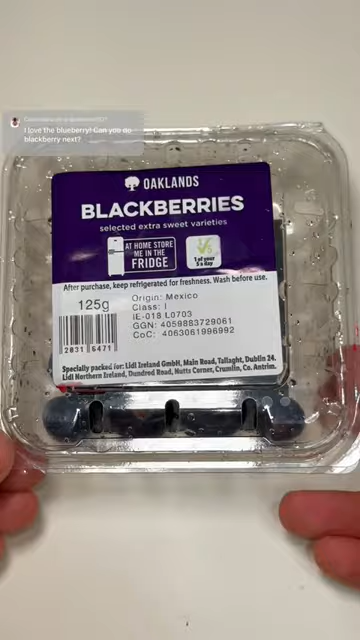 I love the blueberry! Can you do
blackberry next?
OAKLANDS
BLACKBERRIES
selected extra sweet varieties
AT HOME STORE
ME IN THE
FRIDGE
1 of your
5 a day
After purchase, keep refrigerated for freshness. Wash before use.
125g
Origin: Mexico
Class: I
IE-018 L0703
GGN: 4059883729061
CoC: 4063061996992
2831 6471
Specially packed for: Lidl Ireland GmbH, Main Road, Tallaght, Dublin 24.
Lidl Northern Ireland, Dundrod Road, Nutts Corner, Crumlin, Co. Antrim.